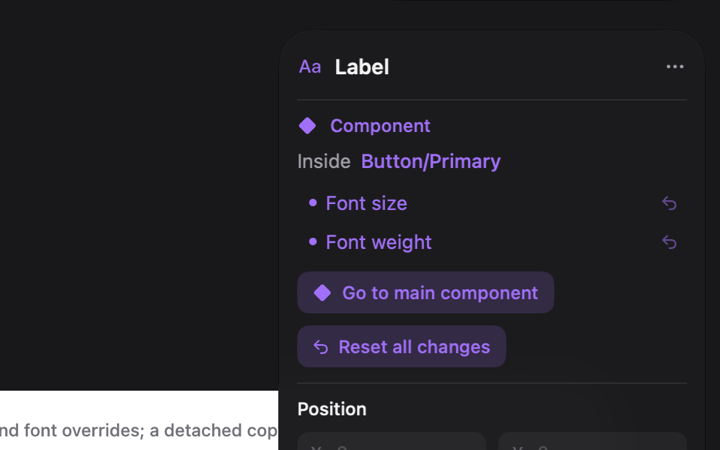 Aa Label
Component
Inside Button/Primary
Font size
Font weight
Go to main component
Reset all changes
Position
nd font overrides; a detached cop